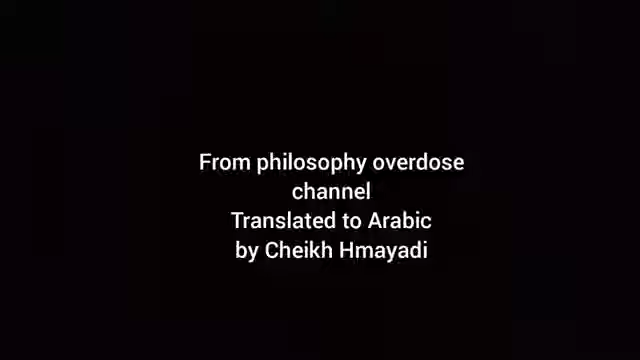 From philosophy overdose
channel
Translated to Arabic
by Cheikh Hmayadi